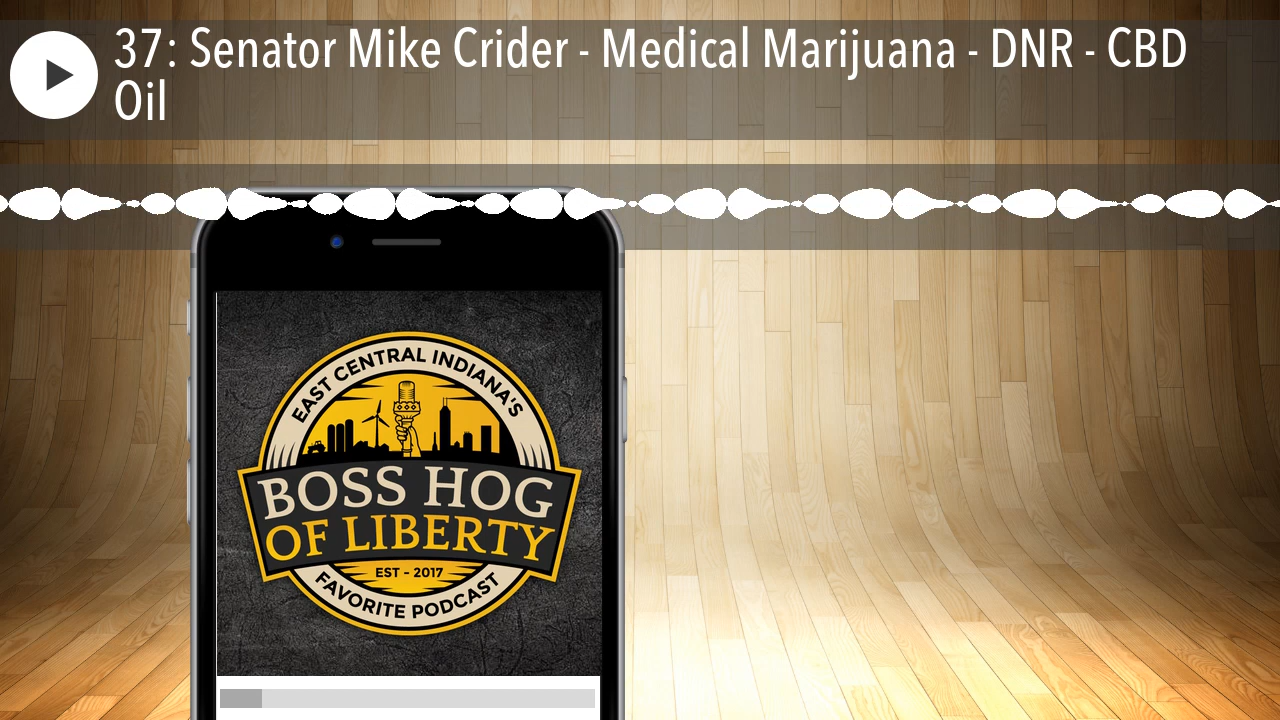 37: Senator Mike Crider - Medical Marijuana - DNR - CBD
Oil
EAST CENTRAL INDIANA'S
BOSS HOG
OF LIBERTY
EST - 2017
FAVORITE PODCAST